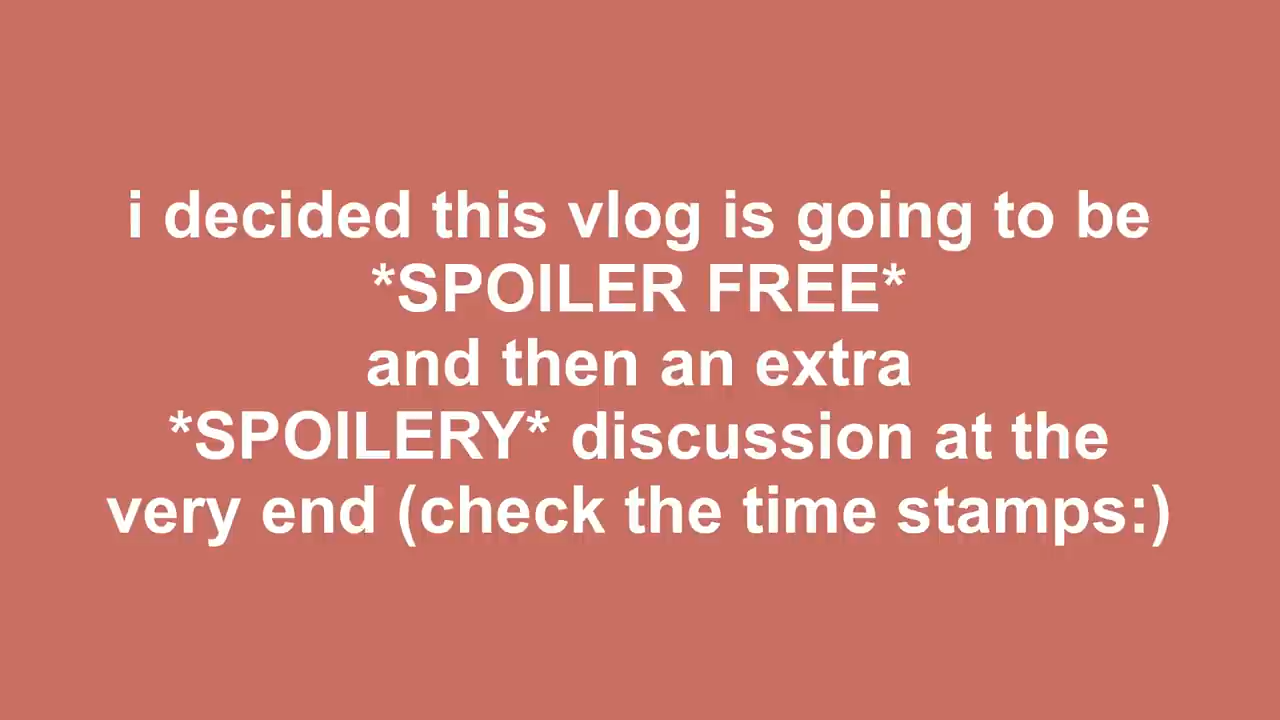 i decided this vlog is going to be
*SPOILER FREE*
and then an extra
*SPOILERY* discussion at the
very end (check the time stamps:)